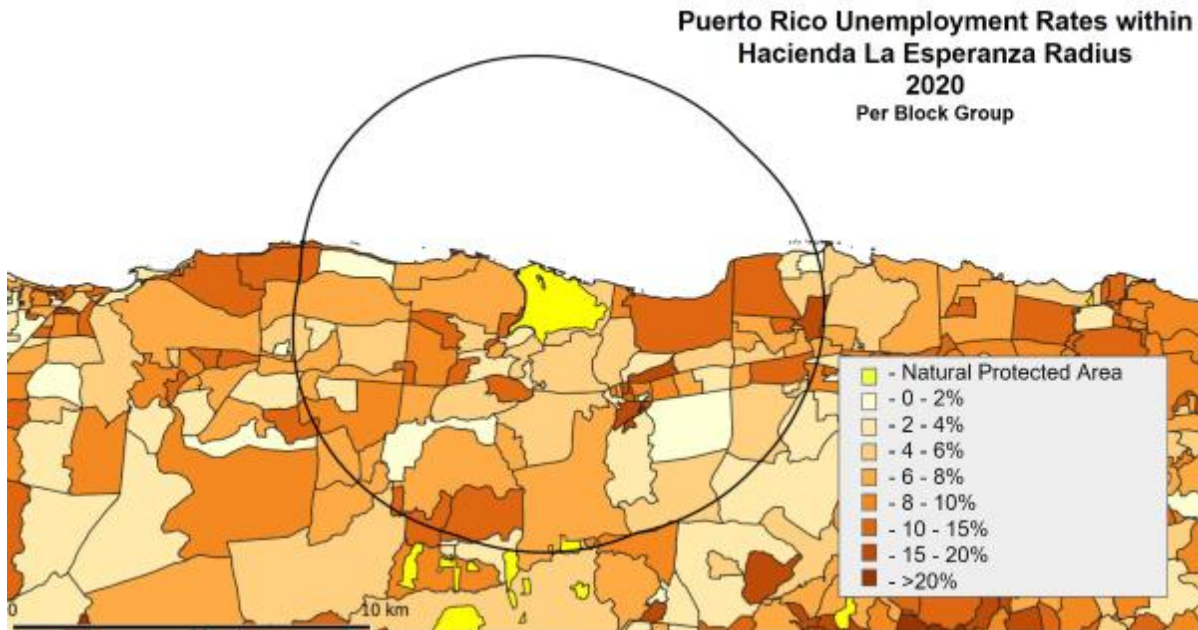 Puerto Rico Unemployment Rates within
Hacienda La Esperanza Radius
2020
Per Block Group
- Natural Protected Area
- 0 - 2%
- 2 - 4%
- 4 - 6%
- 6 - 8%
- 8 - 10%
- 10 - 15%
- 15 - 20%
- >20%
0 10 km